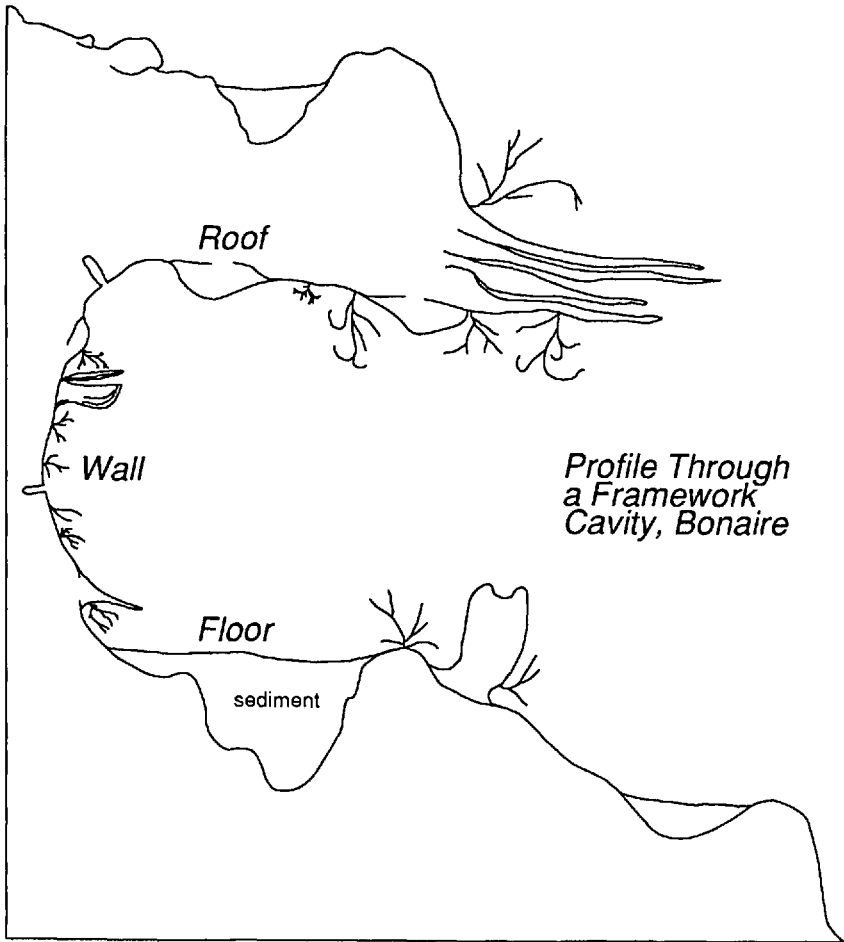 Roof
Wall
Profile Through
a Framework
Cavity, Bonaire
Floor
sediment